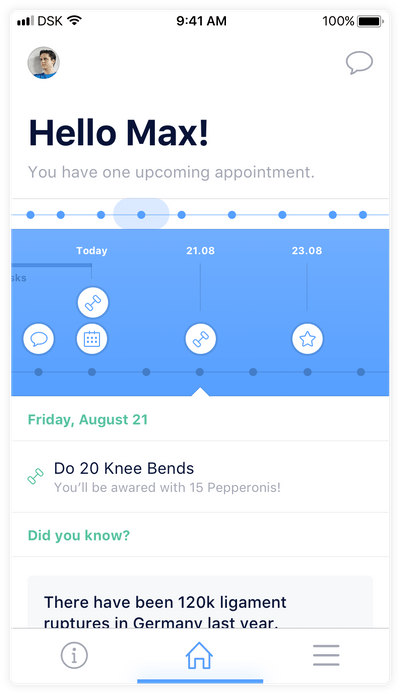 DSK 9:41 AM 100%
Hello Max!
You have one upcoming appointment.
Today 21.08 23.08
Friday, August 21
Do 20 Knee Bends
You'll be awared with 15 Pepperonis!
Did you know?
There have been 120k ligament
ruptures in Germany last year.